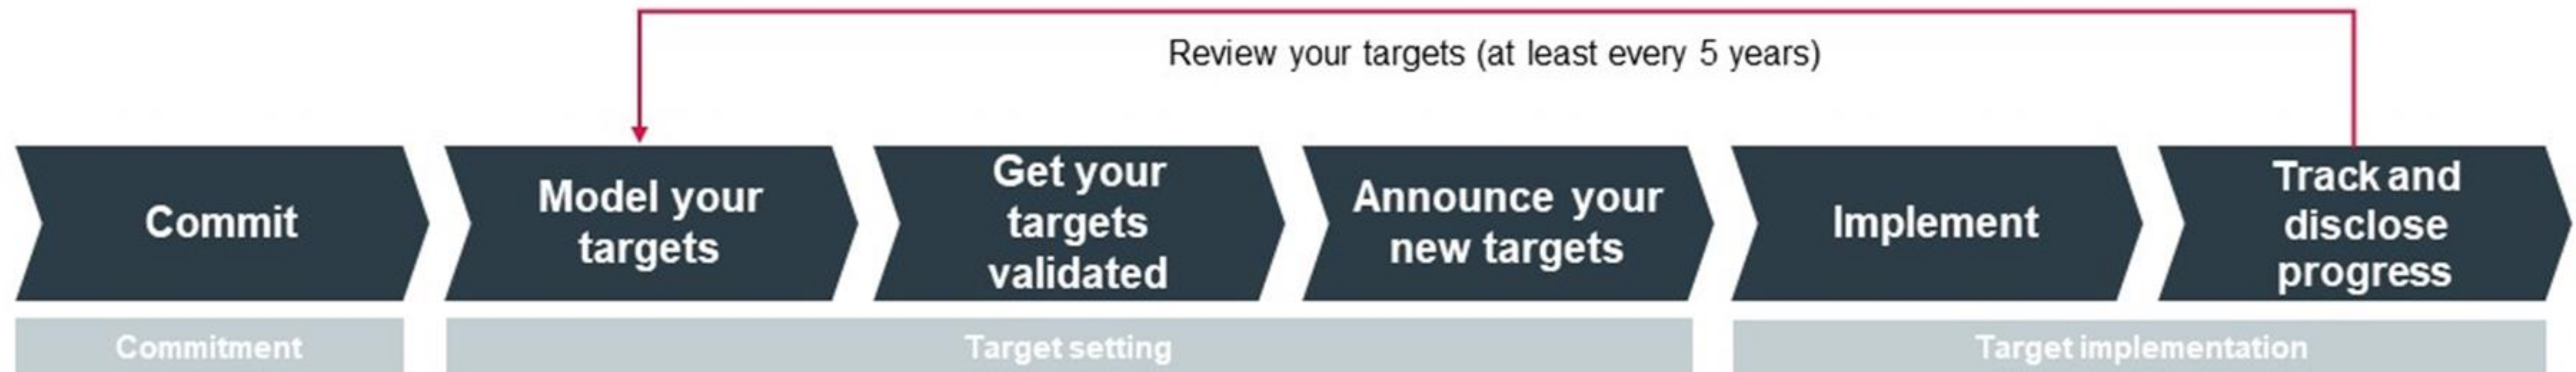 Review your targets (at least every 5 years)
Commit
Model your
targets
Get your
targets
validated
Announce your
new targets
Implement
Track and
disclose
progress
Commitment
Target setting
Target implementation